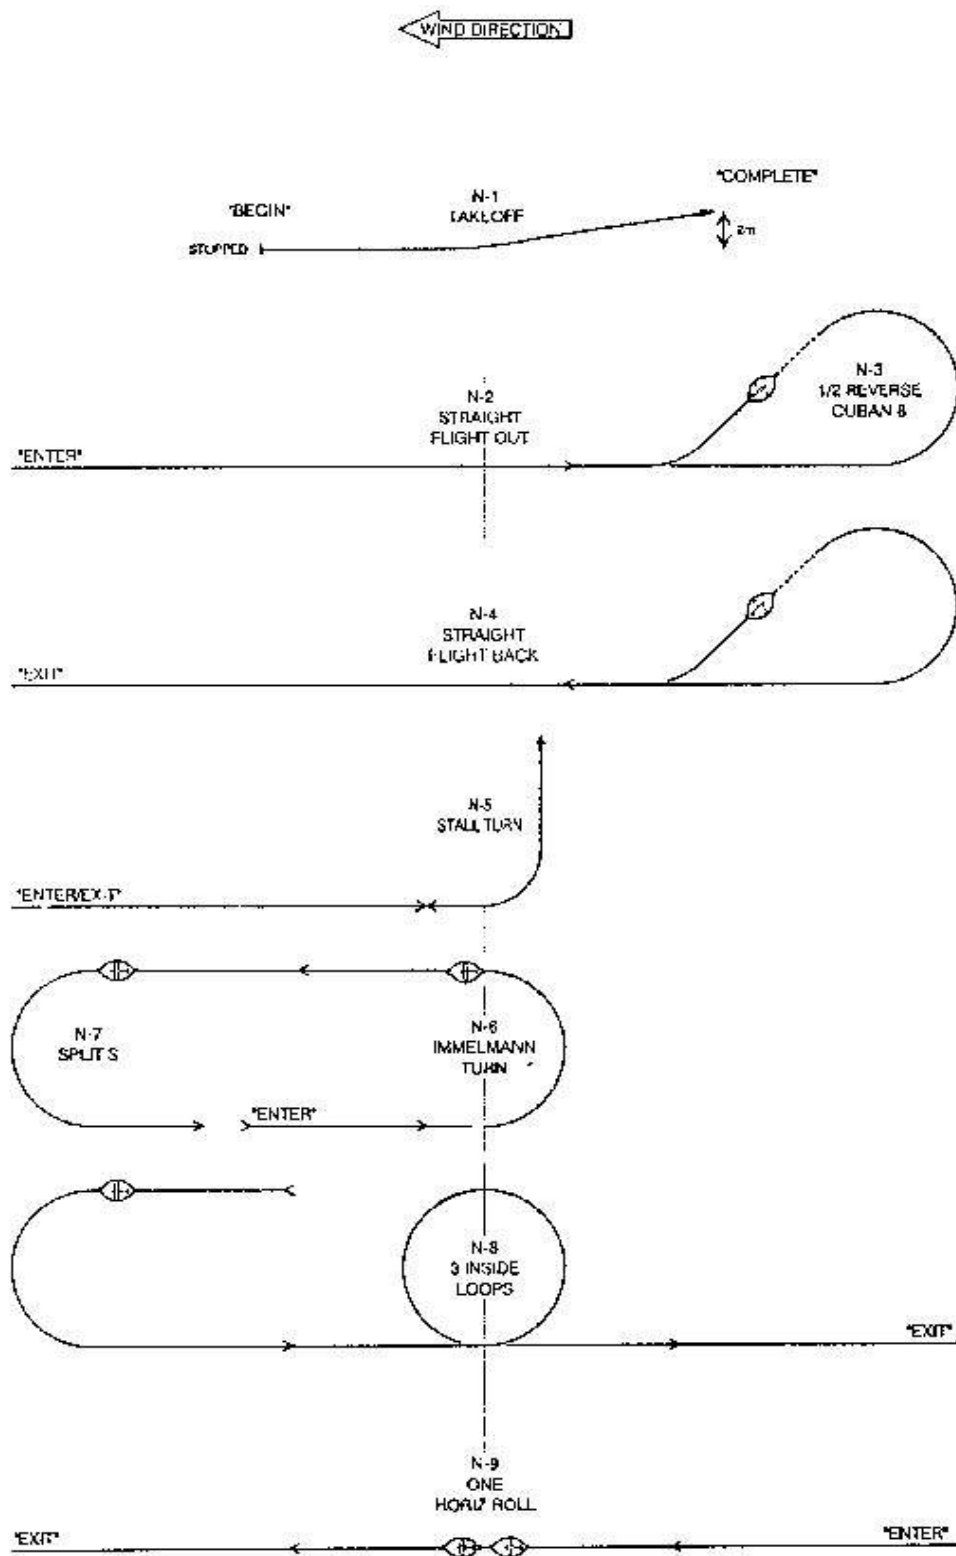 WIND DIRECTION
"COMPLETE"
N-1
TAKEOFF
"BEGIN"
STOPPED
2m
N-3
1/2 REVERSE
CUBAN 8
N-2
STRAIGHT
FLIGHT OUT
"ENTER"
N-4
STRAIGHT
FLIGHT BACK
"EXIT"
N-5
STALL TURN
"ENTER/EXIT"
N-7
SPLIT S
N-6
IMMELMANN
TURN
"ENTER"
N-8
3 INSIDE
LOOPS
"EXIT"
N-9
ONE
HORIZ ROLL
"EXIT"
"ENTER"